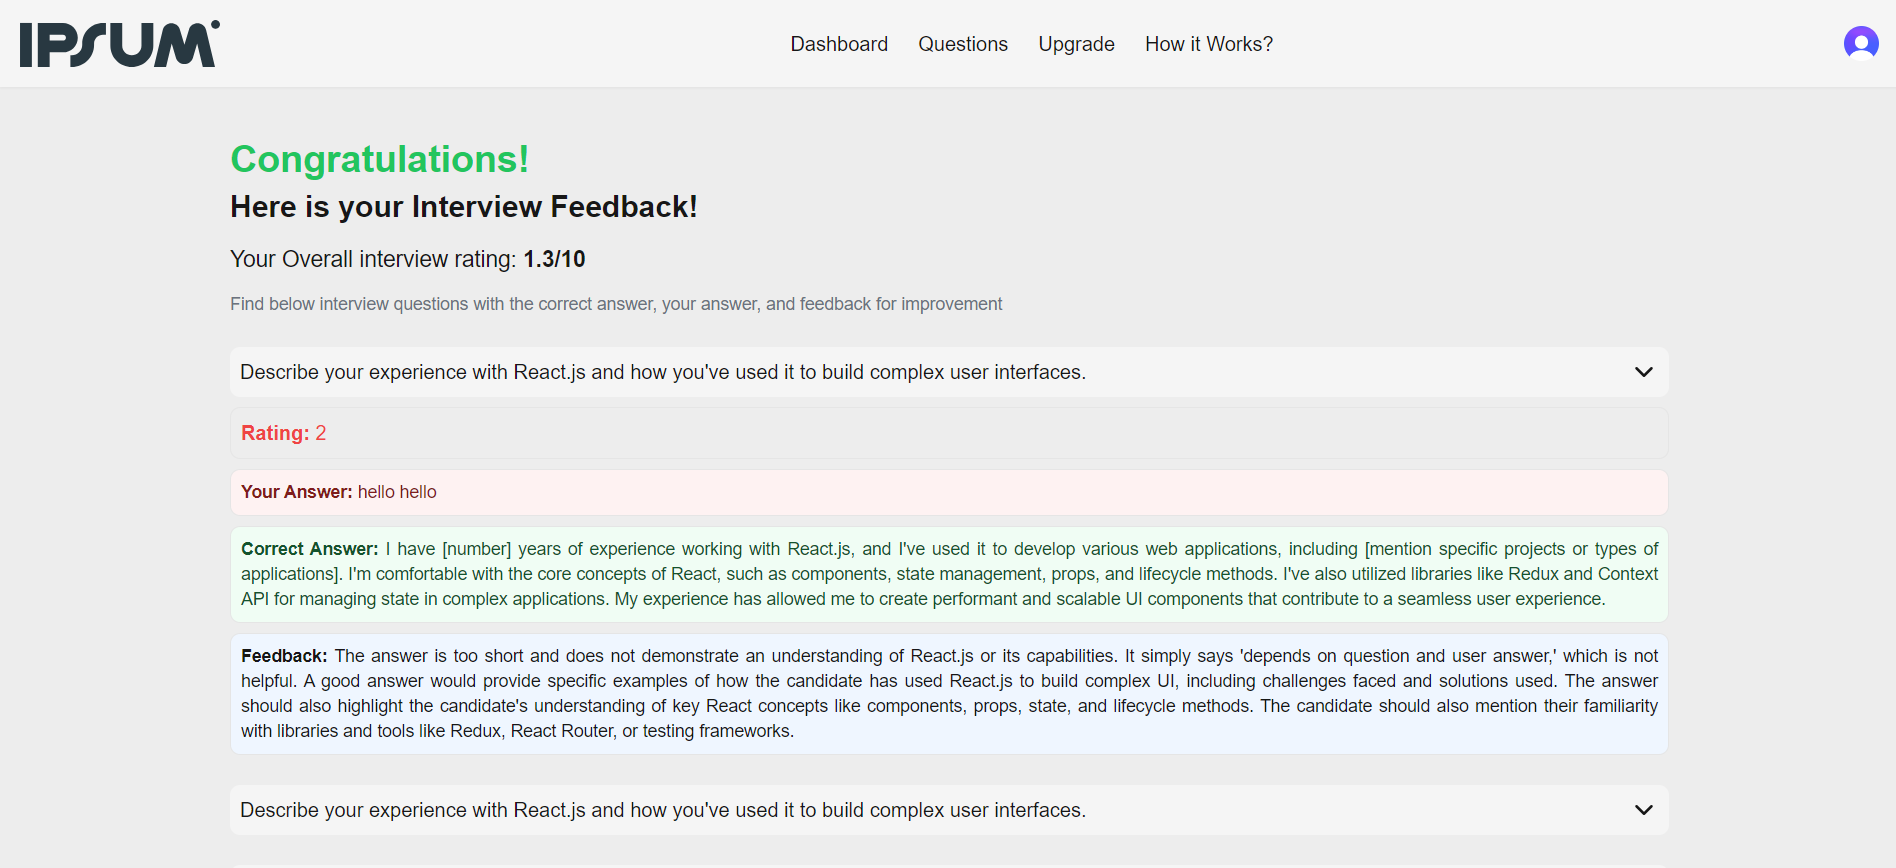 IPSUM
Dashboard Questions Upgrade How it Works?
Congratulations!
Here is your Interview Feedback!
Your Overall interview rating: 1.3/10
Find below interview questions with the correct answer, your answer, and feedback for improvement
Describe your experience with React.js and how you've used it to build complex user interfaces.
Rating: 2
Your Answer: hello hello
Correct Answer: I have [number] years of experience working with React.js, and I've used it to develop various web applications, including [mention specific projects or types of
applications]. I'm comfortable with the core concepts of React, such as components, state management, props, and lifecycle methods. I've also utilized libraries like Redux and Context
API for managing state in complex applications. My experience has allowed me to create performant and scalable UI components that contribute to a seamless user experience.
Feedback: The answer is too short and does not demonstrate an understanding of React.js or its capabilities. It simply says 'depends on question and user answer,' which is not
helpful. A good answer would provide specific examples of how the candidate has used React.js to build complex UI, including challenges faced and solutions used. The answer
should also highlight the candidate's understanding of key React concepts like components, props, state, and lifecycle methods. The candidate should also mention their familiarity
with libraries and tools like Redux, React Router, or testing frameworks.
Describe your experience with React.js and how you've used it to build complex user interfaces.